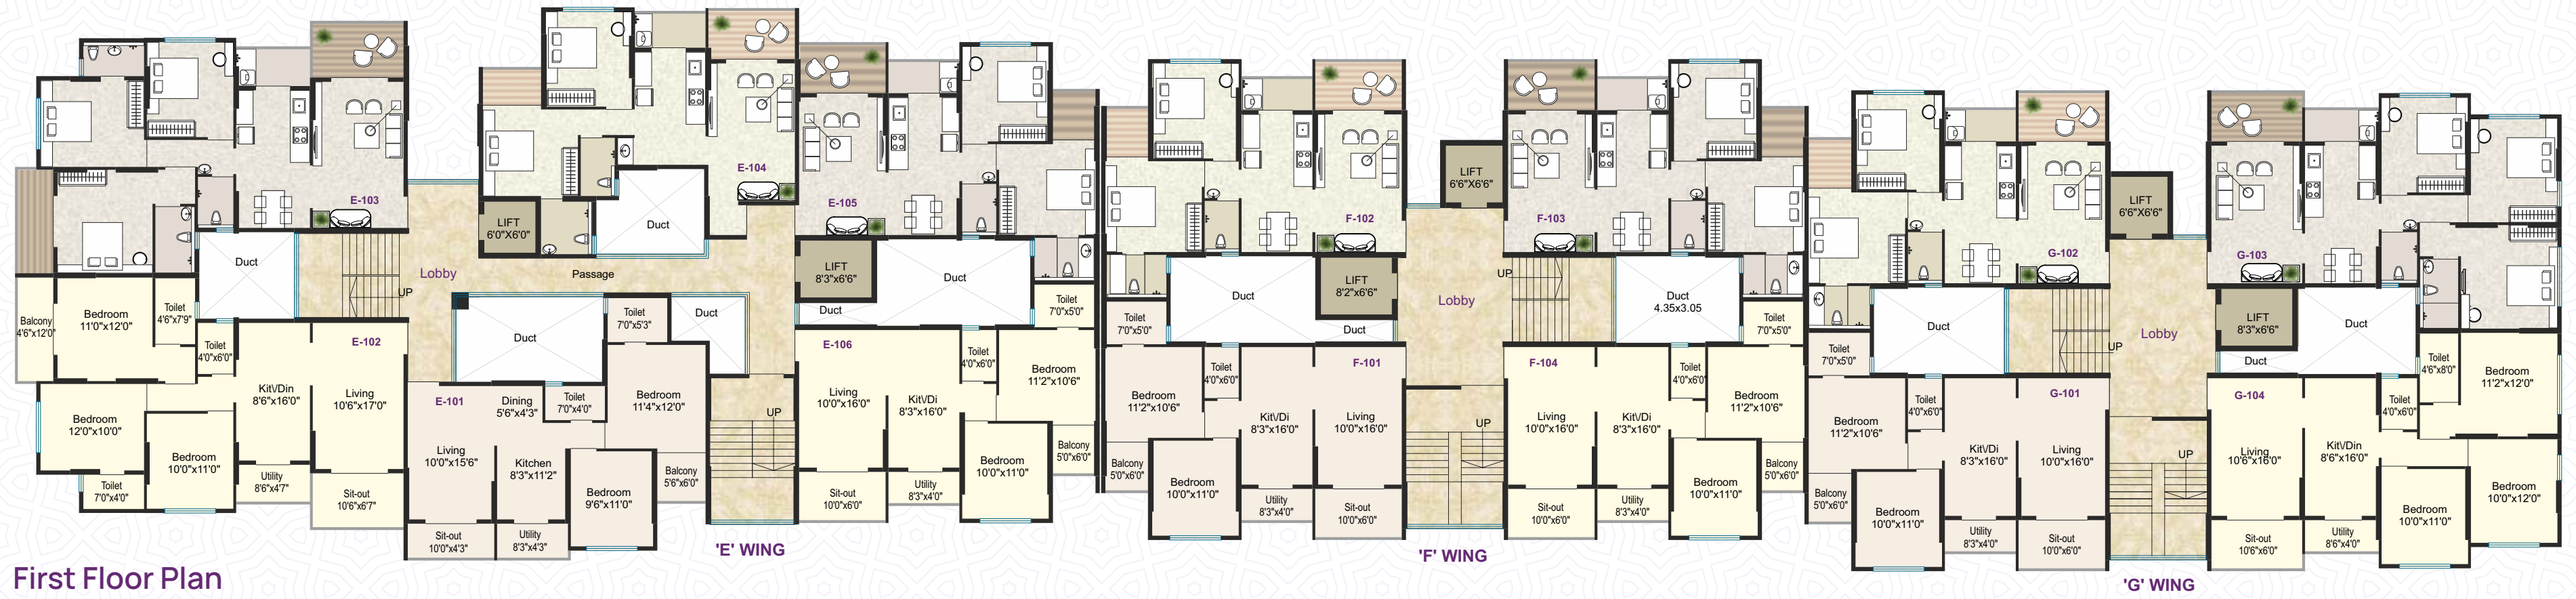 E-103
Duct
UP
Lobby
LIFT
6'0"X6'0"
Duct
E-104
Passage
E-105
LIFT
8'3"x6'6"
Duct
Duct
Balcony
4'6"x12'0"
Bedroom
11'0"x12'0"
Toilet
4'6"x7'9"
Toilet
4'0"x6'0"
E-102
Kit\/Din
8'6"x16'0"
Living
10'6"x17'0"
Bedroom
12'0"x10'0"
Bedroom
10'0"x11'0"
Toilet
7'0"x4'0"
Utility
8'6"x4'7"
Sit-out
10'6"x6'7"
Duct
Toilet
7'0"x5'3"
Duct
E-101
Dining
5'6"x4'3"
Toilet
7'0"x4'0"
Bedroom
11'4"x12'0"
Living
10'0"x15'6"
Kitchen
8'3"x11'2"
Bedroom
9'6"x11'0"
Balcony
5'6"x6'0"
Sit-out
10'0"x4'3"
Utility
8'3"x4'3"
UP
E-106
Toilet
7'0"x5'0"
Toilet
4'0"x6'0"
Bedroom
11'2"x10'6"
Living
10'0"x16'0"
Kit\/Di
8'3"x16'0"
Balcony
5'0"x6'0"
Bedroom
10'0"x11'0"
Sit-out
10'0"x6'0"
Utility
8'3"x4'0"
'E' WING
F-102
LIFT
6'6"X6'6"
F-103
Duct
LIFT
8'2"x6'6"
Duct
Lobby
UP
Duct
4.35x3.05
Toilet
7'0"x5'0"
Toilet
4'0"x6'0"
F-101
Bedroom
11'2"x10'6"
Kit\/Di
8'3"x16'0"
Living
10'0"x16'0"
Balcony
5'0"x6'0"
Bedroom
10'0"x11'0"
Utility
8'3"x4'0"
Sit-out
10'0"x6'0"
UP
F-104
Toilet
7'0"x5'0"
Toilet
4'0"x6'0"
Bedroom
11'2"x10'6"
Living
10'0"x16'0"
Kit\/Di
8'3"x16'0"
Balcony
5'0"x6'0"
Bedroom
10'0"x11'0"
Sit-out
10'0"x6'0"
Utility
8'3"x4'0"
'F' WING
G-102
LIFT
6'6"X6'6"
G-103
Duct
UP
Lobby
LIFT
8'3"x6'6"
Duct
Duct
Toilet
7'0"x5'0"
Toilet
4'0"x6'0"
G-101
Bedroom
11'2"x10'6"
Kit\/Di
8'3"x16'0"
Living
10'0"x16'0"
Balcony
5'0"x6'0"
Bedroom
10'0"x11'0"
Utility
8'3"x4'0"
Sit-out
10'0"x6'0"
UP
G-104
Toilet
4'6"x8'0"
Bedroom
11'2"x12'0"
Toilet
4'0"x6'0"
Living
10'6"x16'0"
Kit\/Din
8'6"x16'0"
Bedroom
10'0"x12'0"
Bedroom
10'0"x11'0"
Sit-out
10'6"x6'0"
Utility
8'6"x4'0"
'G' WING
First Floor Plan